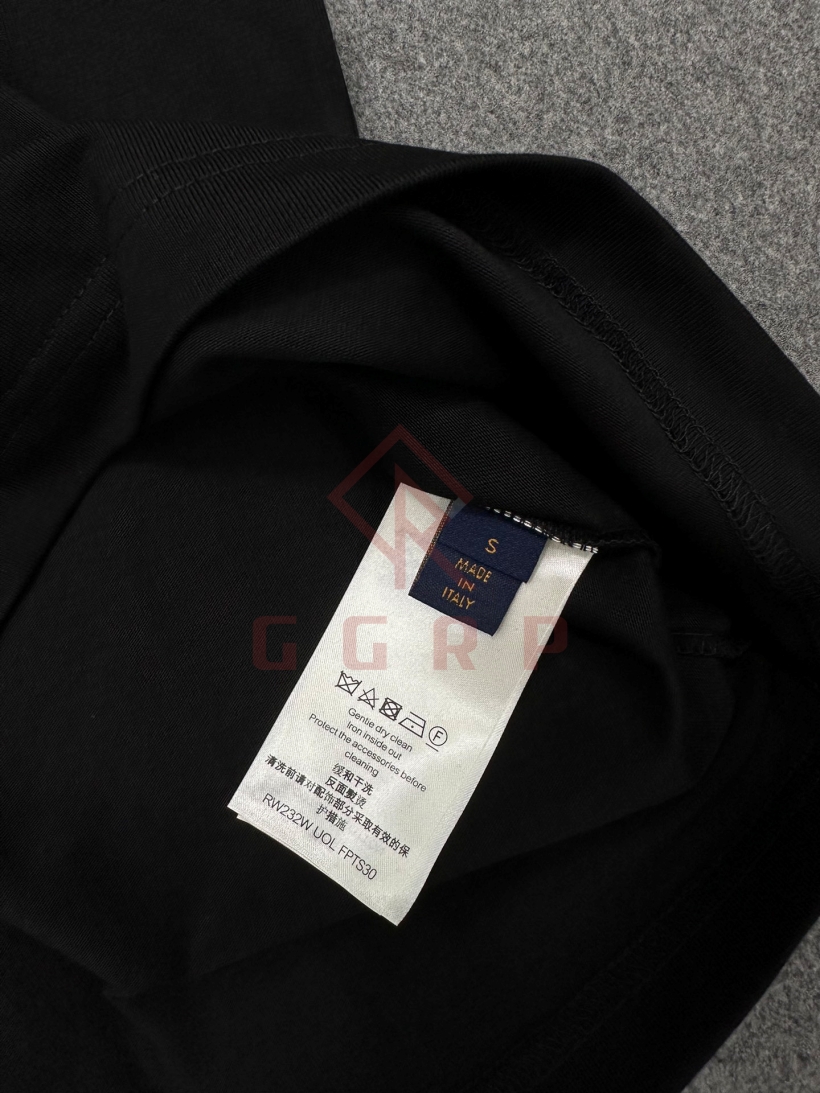 S
MADE
IN
ITALY
GGRP
Gentle dry clean
Iron inside out
Protect the accessories before
cleaning
缓和干洗
反面熨烫
清洗前请对配饰部分采取有效的保
护措施
RW232W UOL FPTS30